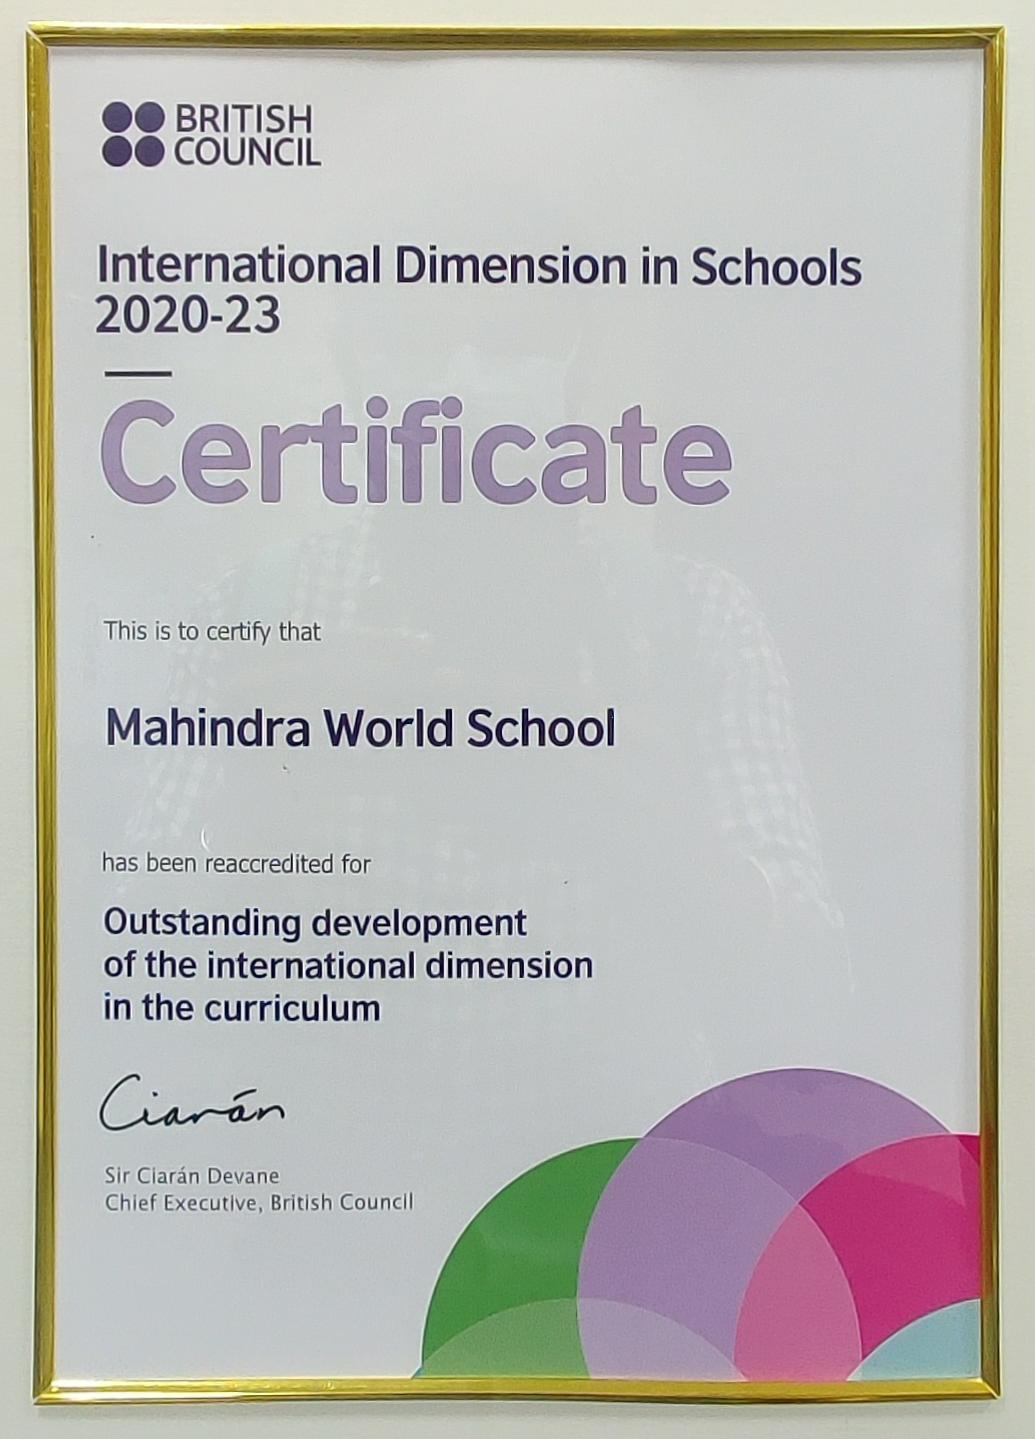 BRITISH
COUNCIL
International Dimension in Schools
2020-23
Certificate
This is to certify that
Mahindra World School
has been reaccredited for
Outstanding development
of the international dimension
in the curriculum
Ciarán
Sir Ciarán Devane
Chief Executive, British Council